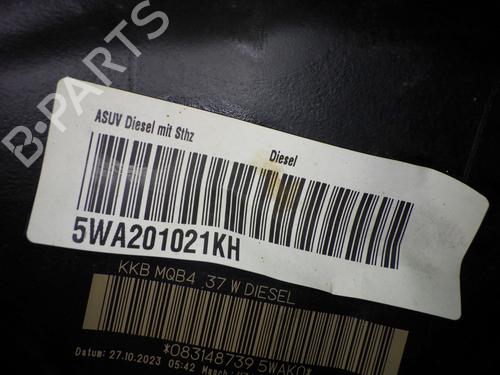 B-PARTS
ASUV Diesel mit Sthz
Diesel
5WA201021KH
KKB MQB4 37 W DIESEL
*083148739 5WAK0*
Datum: 27.10.2023 05:42